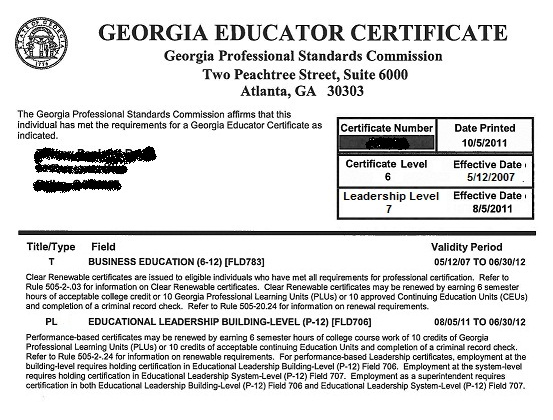 GEORGIA EDUCATOR CERTIFICATE
Georgia Professional Standards Commission
Two Peachtree Street, Suite 6000
Atlanta, GA 30303
STATE OF GEORGIA
1776
The Georgia Professional Standards Commission affirms that this
individual has met the requirements for a Georgia Educator Certificate as
indicated.
Certificate Number
Date Printed
10/5/2011
Certificate Level
6
Effective Date
5/12/2007
Leadership Level
7
Effective Date
8/5/2011
Title/Type Field Validity Period
T BUSINESS EDUCATION (6-12) [FLD783] 05/12/07 TO 06/30/12
Clear Renewable certificates are issued to eligible individuals who have met all requirements for professional certification. Refer to
Rule 505-2-.03 for information on Clear Renewable certificates. Clear Renewable certificates may be renewed by earning 6 semester
hours of acceptable college credit or 10 Georgia Professional Learning Units (PLUs) or 10 approved Continuing Education Units (CEUs)
and completion of a criminal record check. Refer to Rule 505-20.24 for information on renewal requirements.
PL EDUCATIONAL LEADERSHIP BUILDING-LEVEL (P-12) [FLD706] 08/05/11 TO 06/30/12
Performance-based certificates may be renewed by earning 6 semester hours of college course work of 10 credits of Georgia
Professional Learning Units (PLUs) or 10 credits of acceptable continuing Education Units and completion of a criminal record check.
Refer to Rule 505-2-.24 for information on renewable requirements. For performance-based Leadership certificates, employment at the
building-level requires holding certification in Educational Leadership Building-Level (P-12) Field 706. Employment at the system-level
requires holding certification in Educational Leadership System-Level (P-12) Field 707. Employment as a superintendent requires
certification in both Educational Leadership Building-Level (P-12) Field 706 and Educational Leadership System-Level (P-12) Field 707.